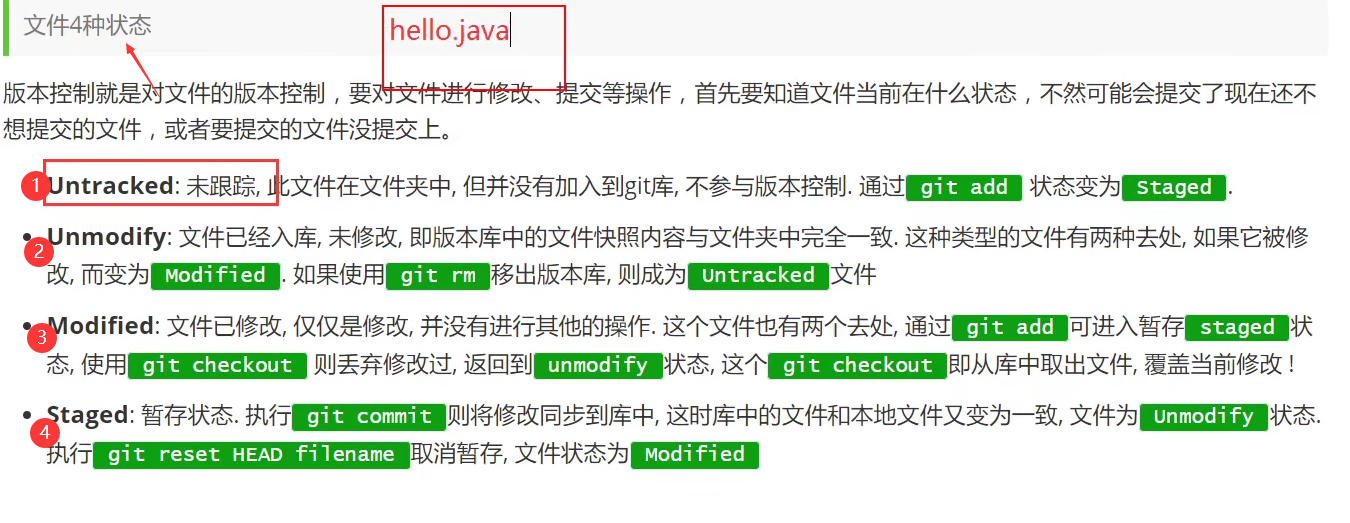 文件4种状态
hello.java
版本控制就是对文件的版本控制，要对文件进行修改、提交等操作，首先要知道文件当前在什么状态，不然可能会提交了现在还不
想提交的文件，或者要提交的文件没提交上。
1 Untracked: 未跟踪, 此文件在文件夹中, 但并没有加入到git库, 不参与版本控制. 通过 git add 状态变为 Staged .
2 Unmodify: 文件已经入库, 未修改, 即版本库中的文件快照内容与文件夹中完全一致. 这种类型的文件有两种去处, 如果它被修
改, 而变为 Modified . 如果使用 git rm 移出版本库, 则成为 Untracked 文件
3 Modified: 文件已修改, 仅仅是修改, 并没有进行其他的操作. 这个文件也有两个去处, 通过 git add 可进入暂存 staged 状
态, 使用 git checkout 则丢弃修改过, 返回到 unmodify 状态, 这个 git checkout 即从库中取出文件, 覆盖当前修改 !
4 Staged: 暂存状态. 执行 git commit 则将修改同步到库中, 这时库中的文件和本地文件又变为一致, 文件为 Unmodify 状态.
执行 git reset HEAD filename 取消暂存, 文件状态为 Modified